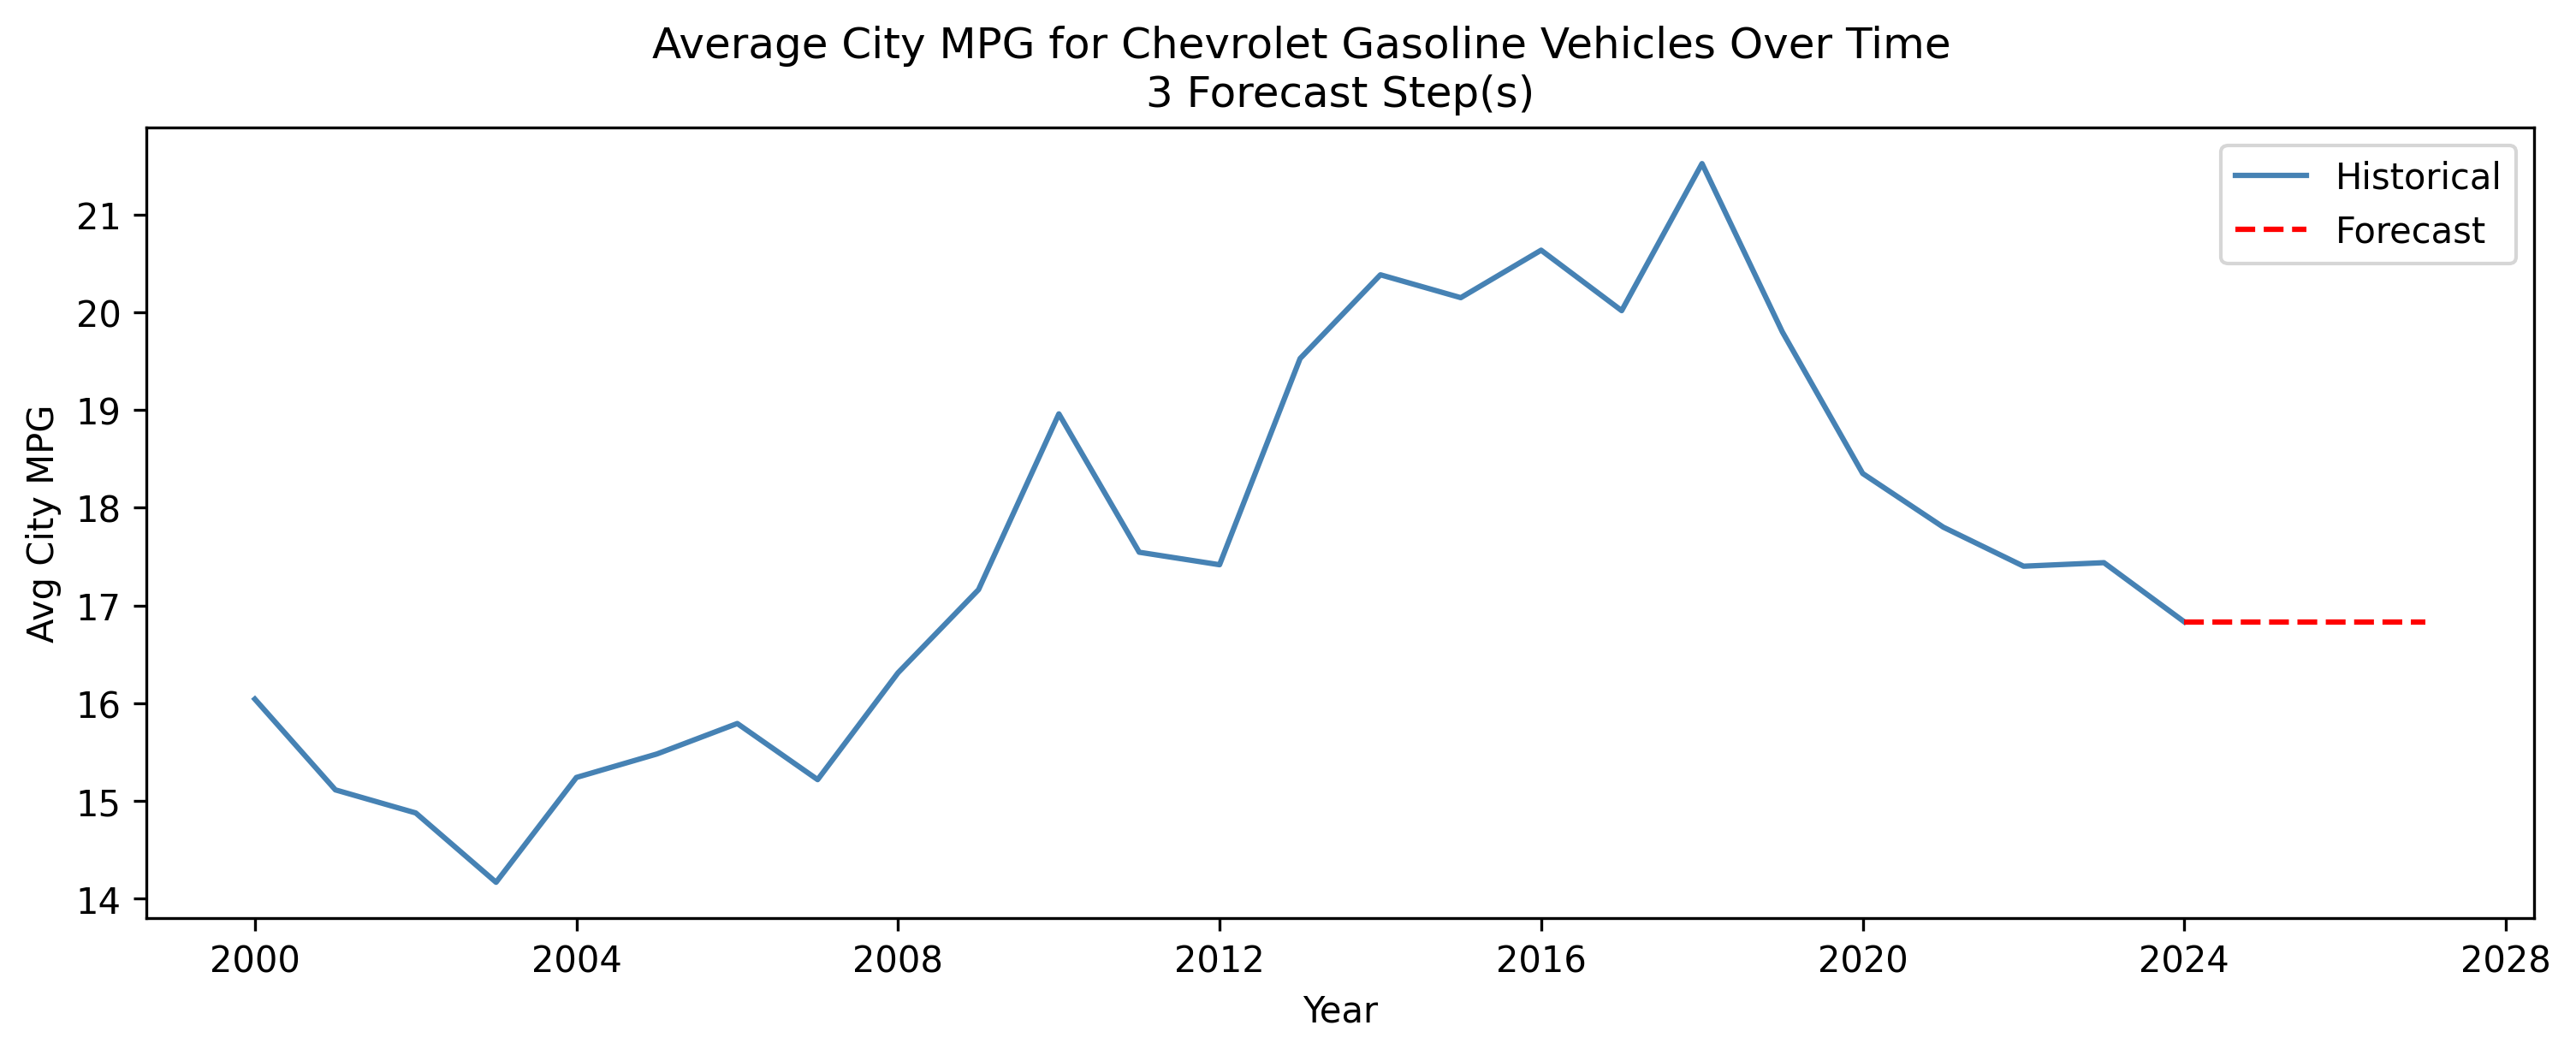 Average City MPG for Chevrolet Gasoline Vehicles Over Time
3 Forecast Step(s)
Historical
Forecast
21
20
19
18
17
16
15
14
Avg City MPG
2000 2004 2008 2012 2016 2020 2024 2028
Year